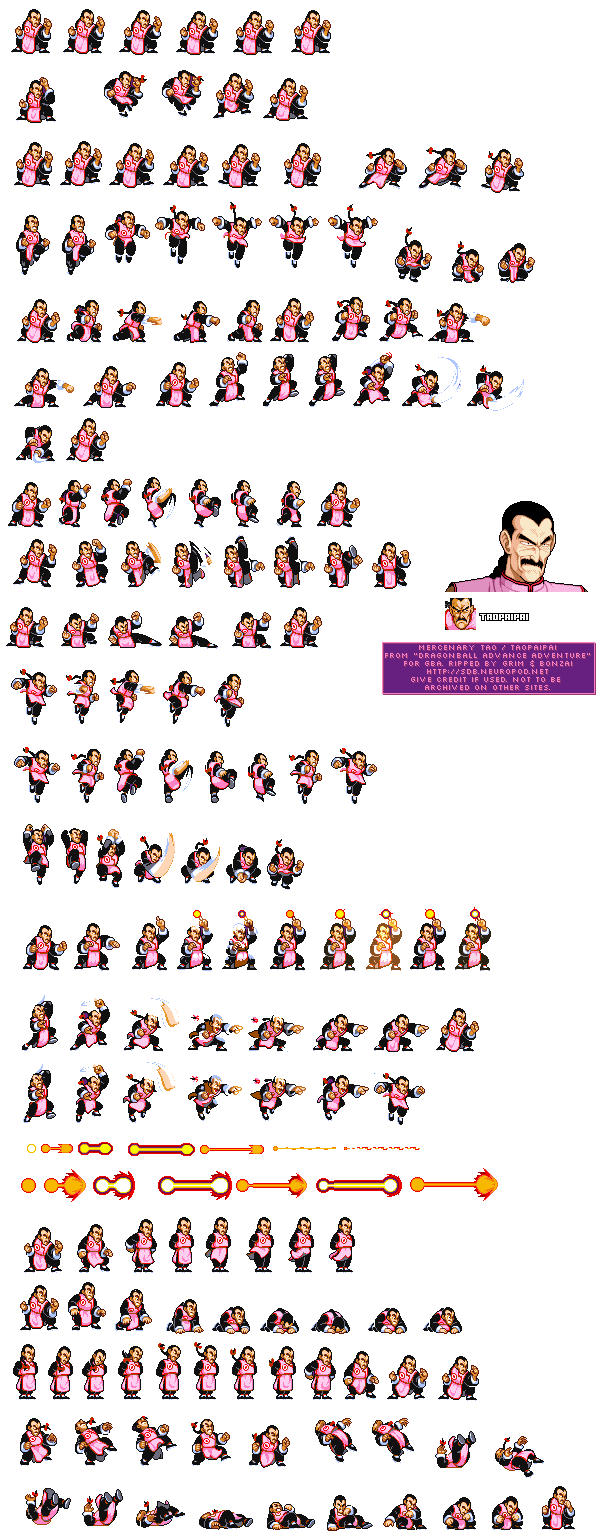 TAOPAIPAI
MERCENARY TAO / TAOPAIPAI
FROM "DRAGONBALL ADVANCE ADVENTURE"
FOR GBA. RIPPED BY GRIM & BONZAI
HTTP://SDB.NEUROPOD.NET
GIVE CREDIT IF USED. NOT TO BE
ARCHIVED ON OTHER SITES.